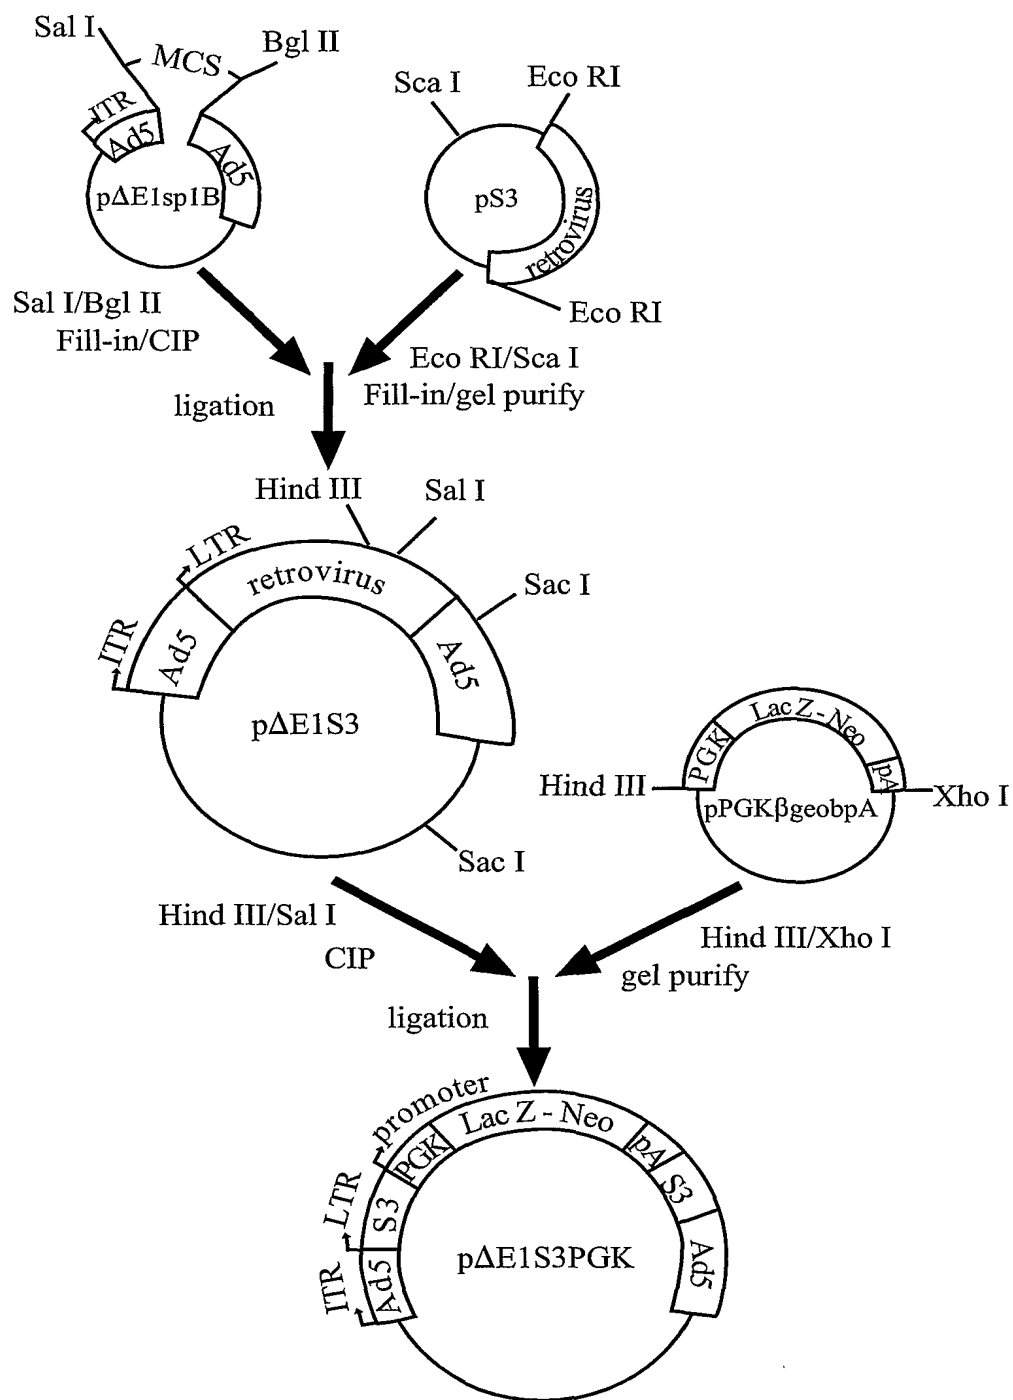 Sal I
MCS
Bgl II
ITR
Ad5
Ad5
pΔE1sp1B
Sca I
Eco RI
pS3
retrovirus
Eco RI
Sal I/Bgl II
Fill-in/CIP
Eco RI/Sca I
Fill-in/gel purify
ligation
Hind III
Sal I
LTR
retrovirus
Sac I
ITR
Ad5
Ad5
pΔE1S3
Sac I
PGK
Lac Z - Neo
pA
Hind III
Xho I
pPGKβgeobpA
Hind III/Sal I
CIP
Hind III/Xho I
gel purify
ligation
promoter
PGK
Lac Z - Neo
pA
S3
LTR
S3
ITR
Ad5
Ad5
pΔE1S3PGK